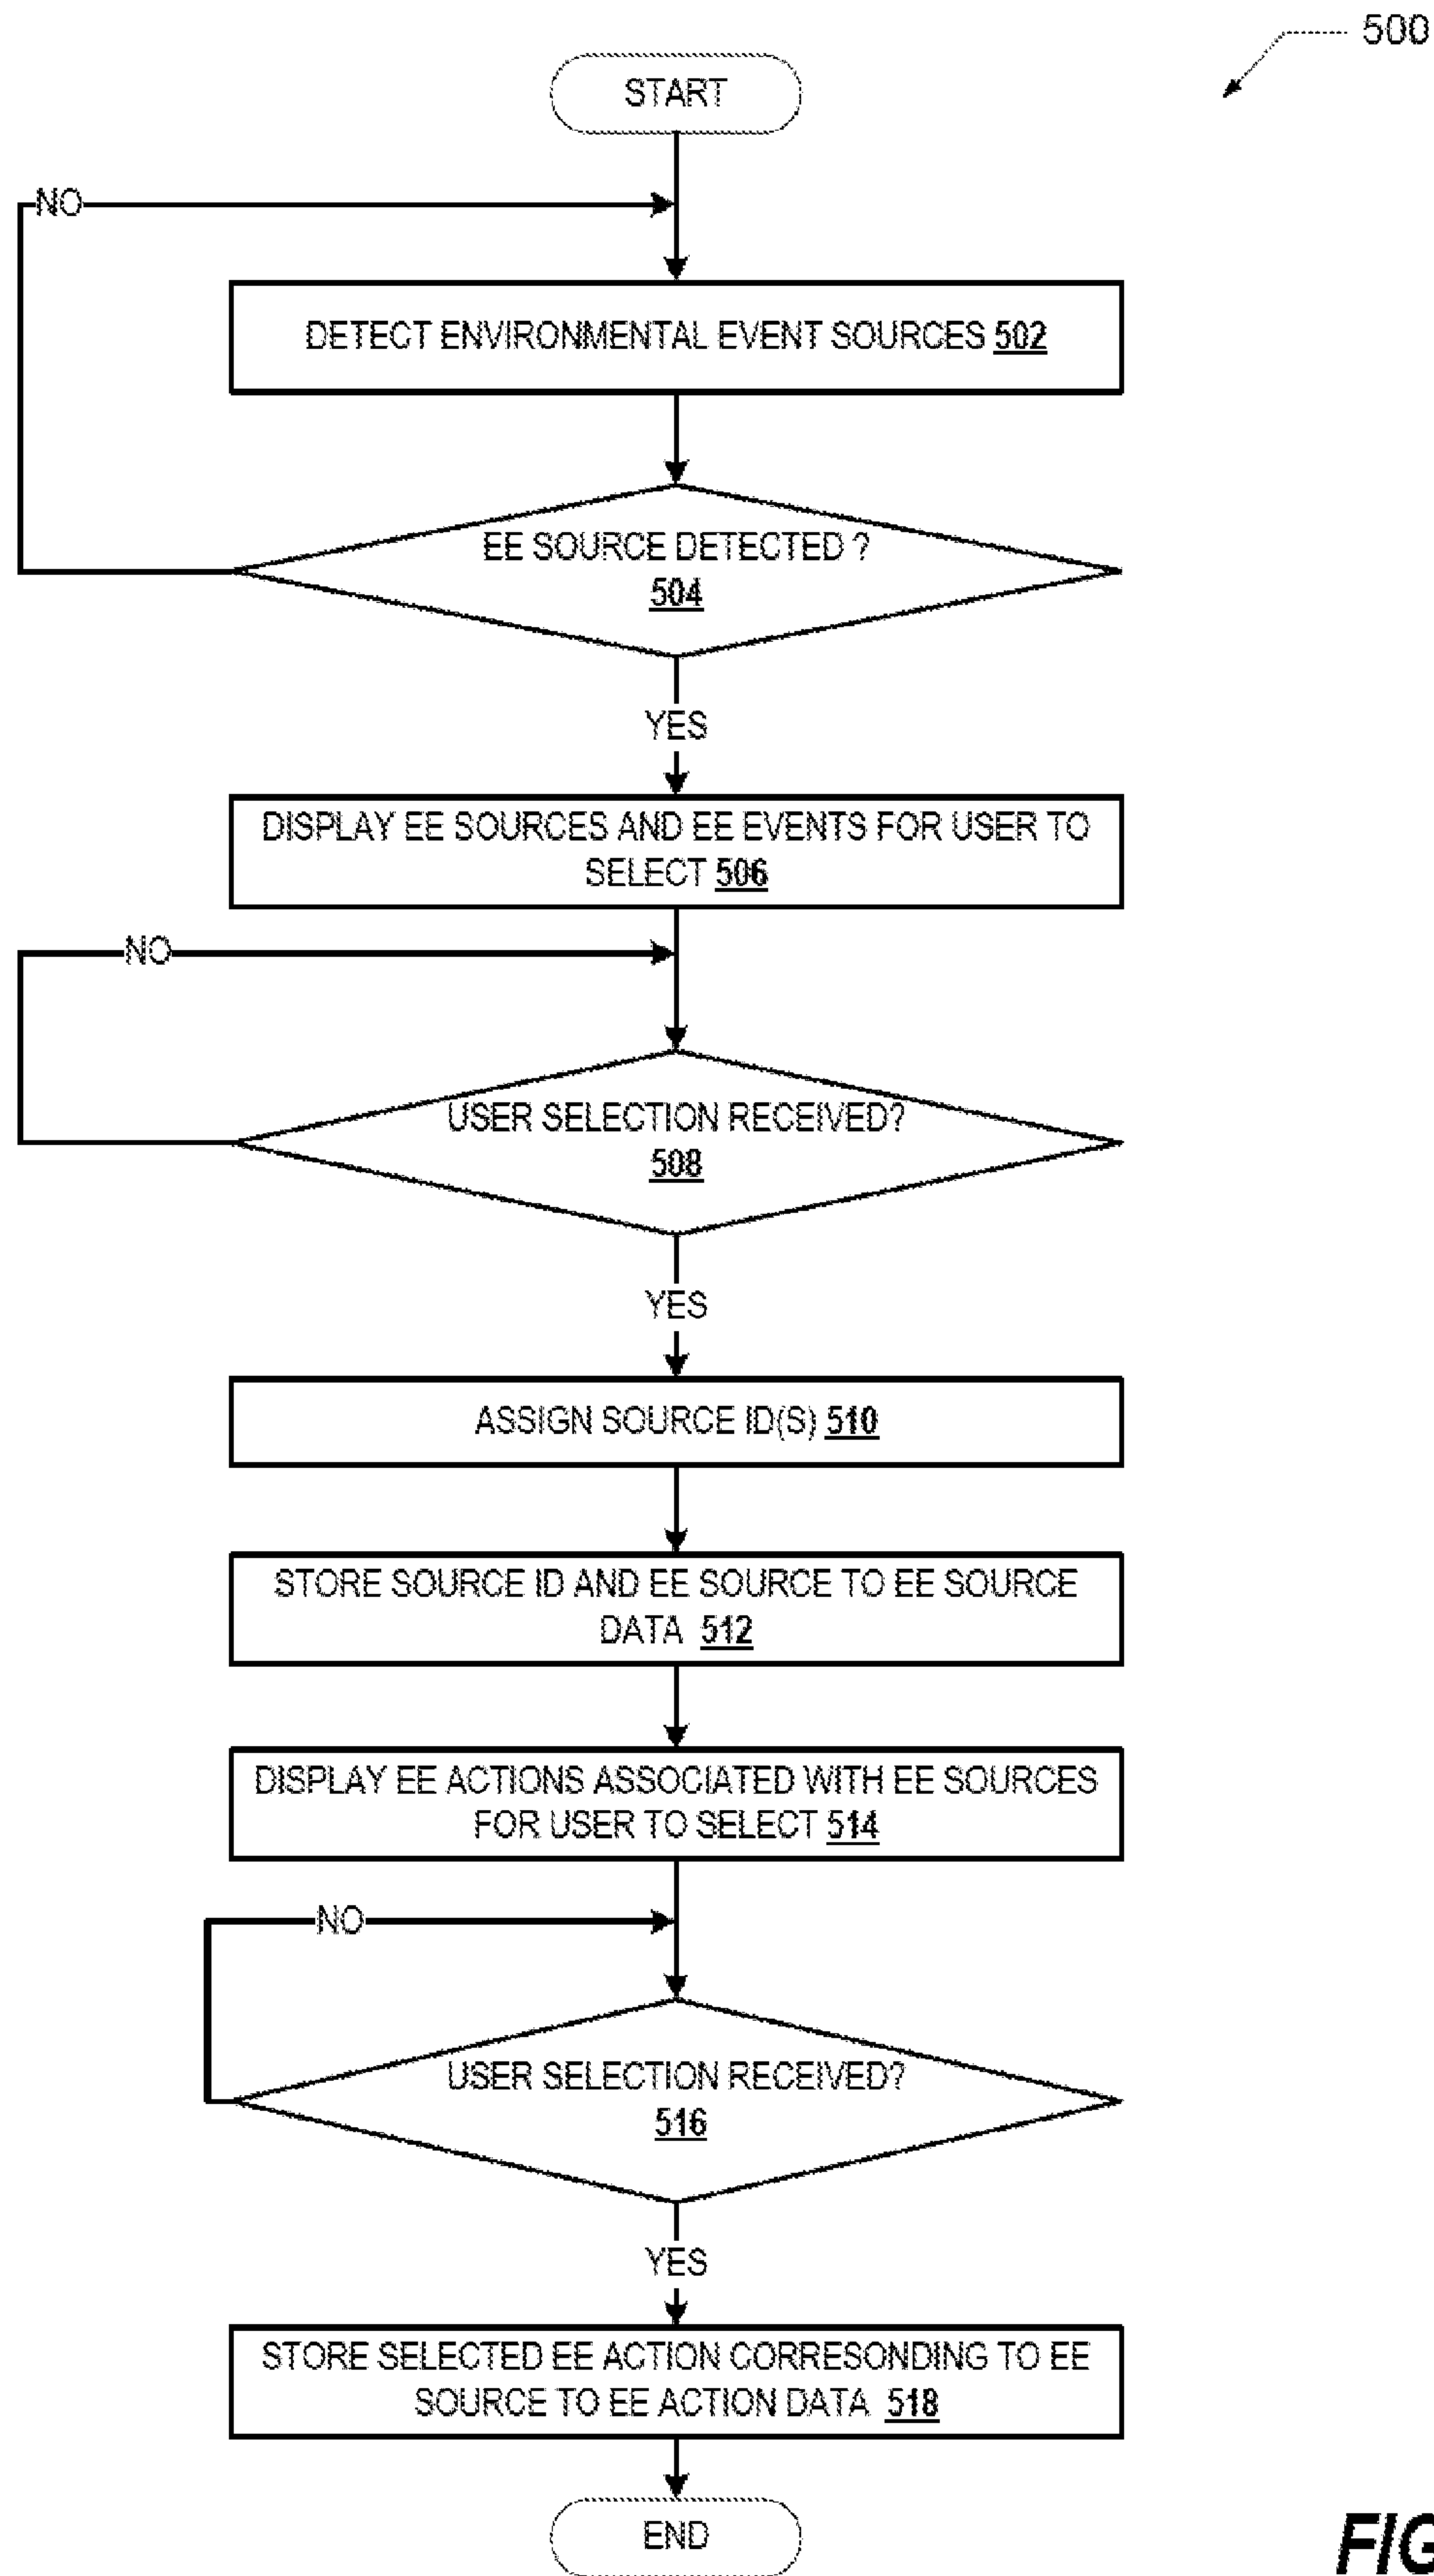 500
START
NO
DETECT ENVIRONMENTAL EVENT SOURCES 502
EE SOURCE DETECTED ?
504
YES
DISPLAY EE SOURCES AND EE EVENTS FOR USER TO
SELECT 506
NO
USER SELECTION RECEIVED?
508
YES
ASSIGN SOURCE ID(S) 510
STORE SOURCE ID AND EE SOURCE TO EE SOURCE
DATA 512
DISPLAY EE ACTIONS ASSOCIATED WITH EE SOURCES
FOR USER TO SELECT 514
NO
USER SELECTION RECEIVED?
516
YES
STORE SELECTED EE ACTION CORRESONDING TO EE
SOURCE TO EE ACTION DATA 518
END